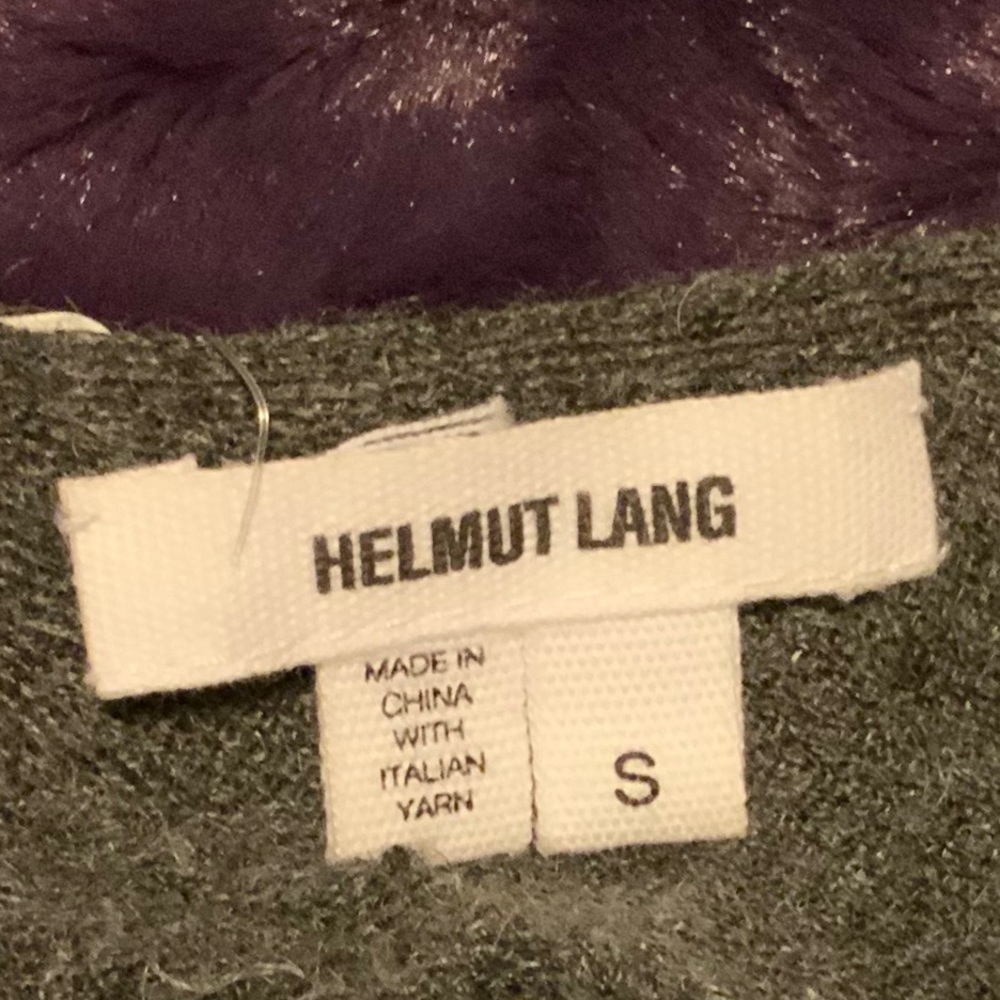 HELMUT LANG
MADE IN
CHINA
WITH
ITALIAN
YARN
S